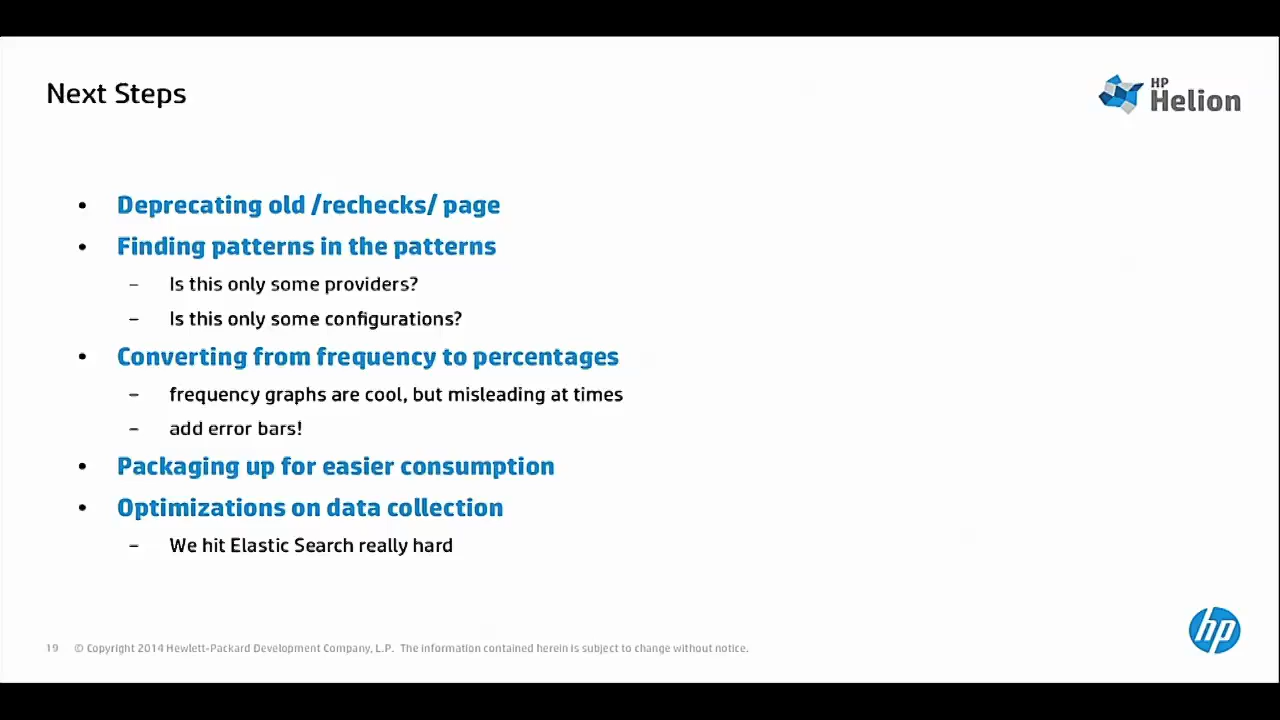 Next Steps
HP
Helion
• Deprecating old /rechecks/ page
• Finding patterns in the patterns
– Is this only some providers?
– Is this only some configurations?
• Converting from frequency to percentages
– frequency graphs are cool, but misleading at times
– add error bars!
• Packaging up for easier consumption
• Optimizations on data collection
– We hit Elastic Search really hard
19 © Copyright 2014 Hewlett-Packard Development Company, L.P. The information contained herein is subject to change without notice.
hp